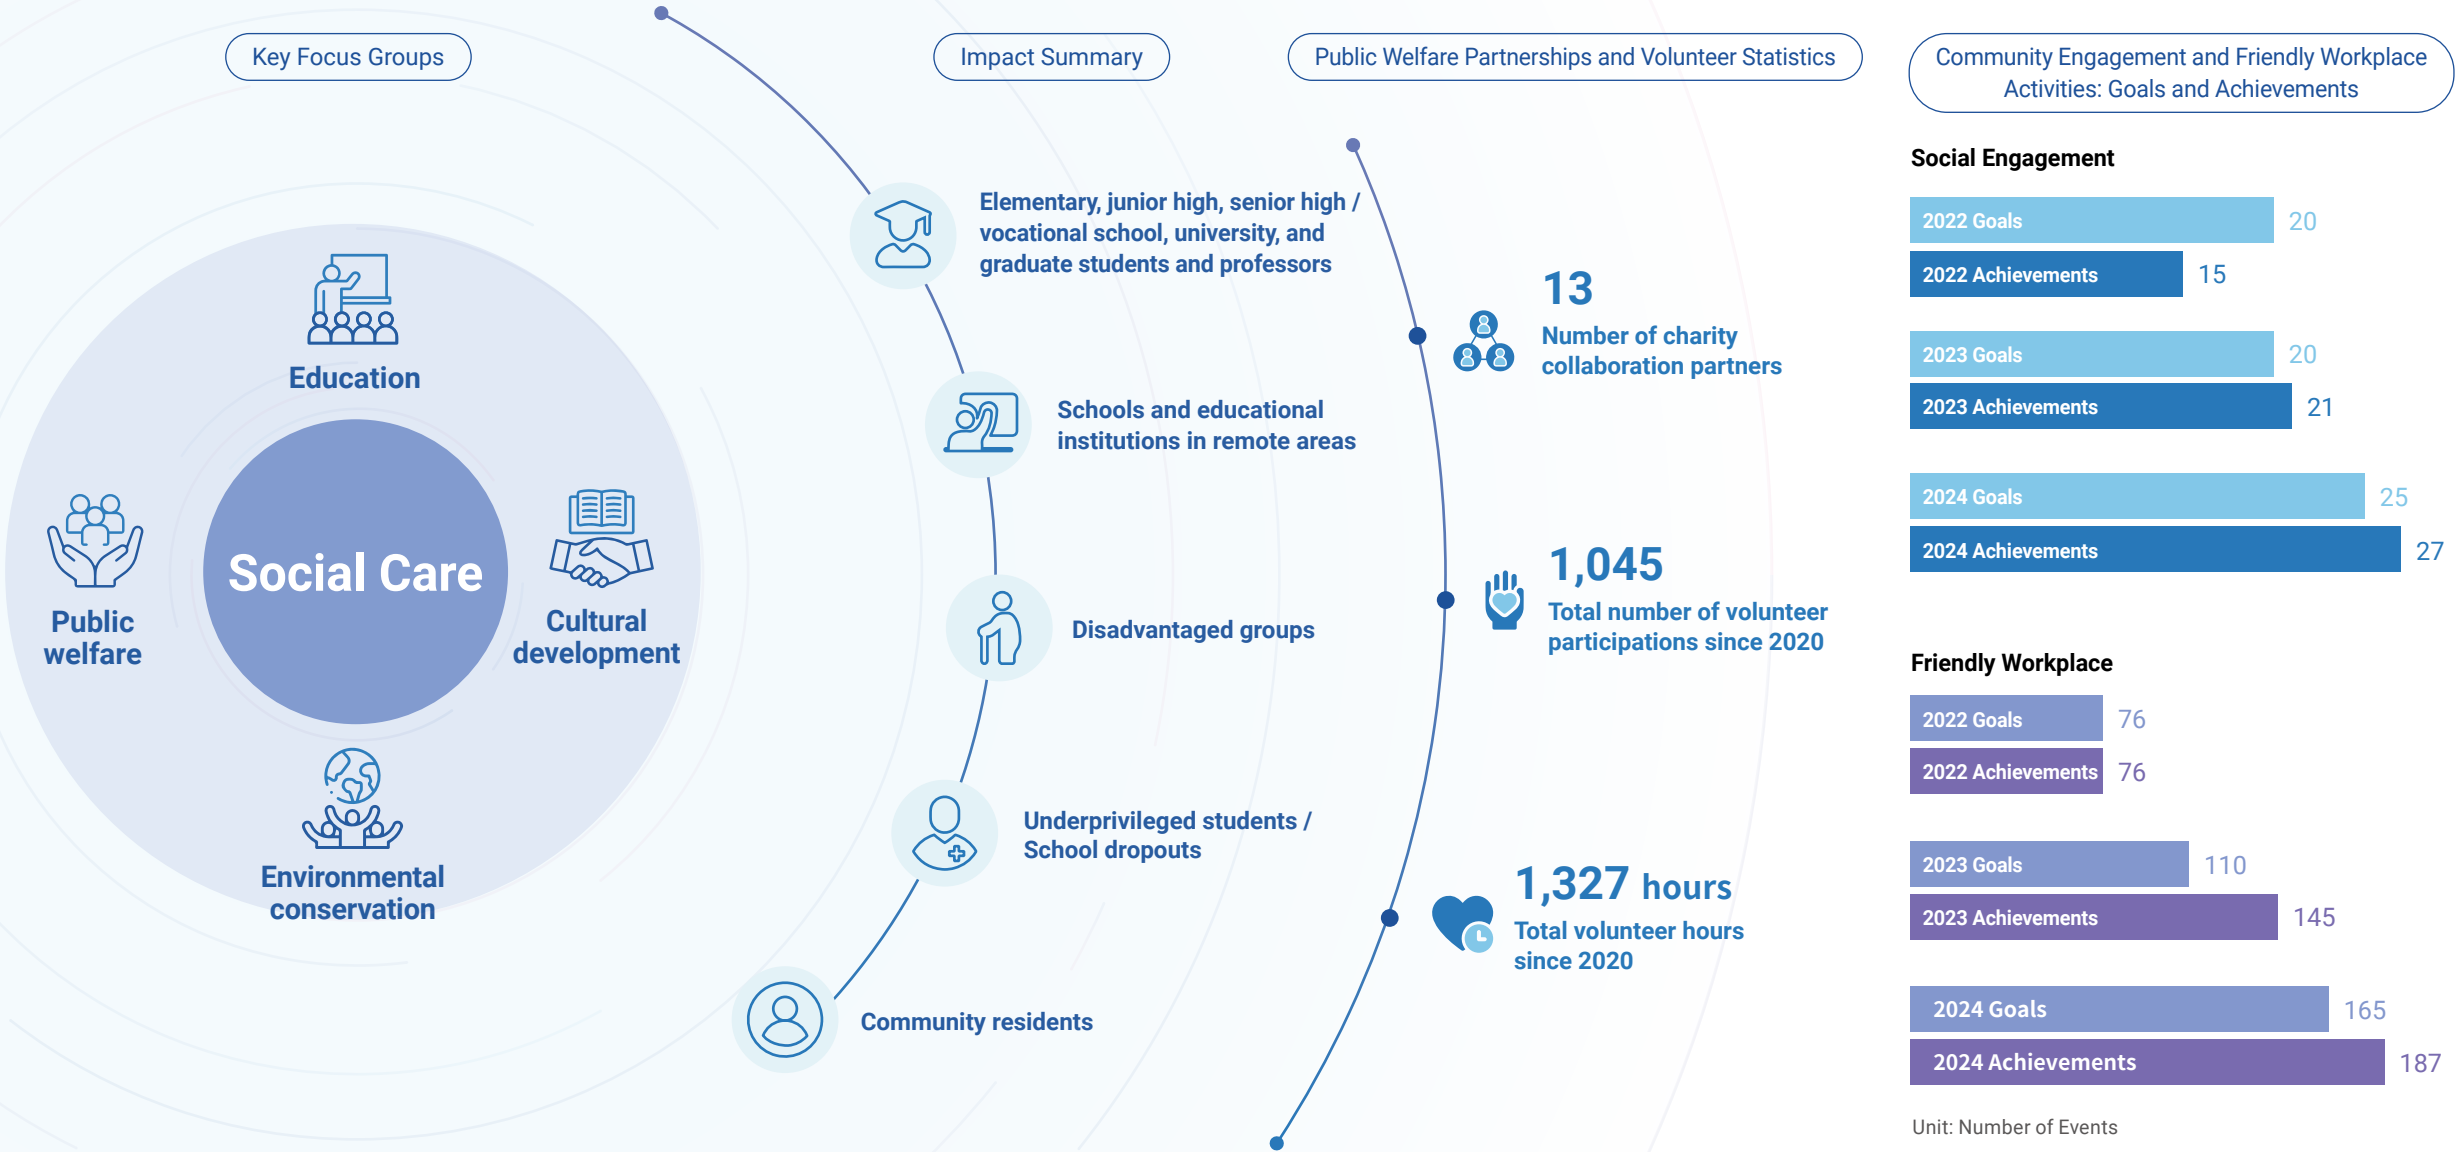 Key Focus Groups
Education
Social Care
Public
welfare
Cultural
development
Environmental
conservation
Impact Summary
Elementary, junior high, senior high /
vocational school, university, and
graduate students and professors
Schools and educational
institutions in remote areas
Disadvantaged groups
Underprivileged students /
School dropouts
Community residents
Public Welfare Partnerships and Volunteer Statistics
13
Number of charity
collaboration partners
1,045
Total number of volunteer
participations since 2020
1,327 hours
Total volunteer hours
since 2020
Community Engagement and Friendly Workplace
Activities: Goals and Achievements
Social Engagement
2022 Goals 20
2022 Achievements 15
2023 Goals 20
2023 Achievements 21
2024 Goals 25
2024 Achievements 27
Friendly Workplace
2022 Goals 76
2022 Achievements 76
2023 Goals 110
2023 Achievements 145
2024 Goals 165
2024 Achievements 187
Unit: Number of Events